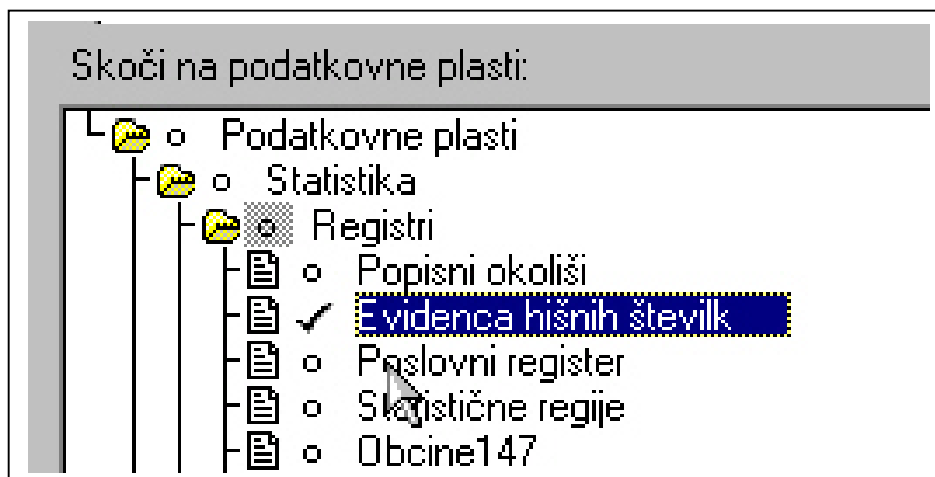 Skoči na podatkovne plasti:
Podatkovne plasti
Statistika
Registri
Popisni okoliši
Evidenca hišnih številk
Poslovni register
Statistične regije
Obcine147